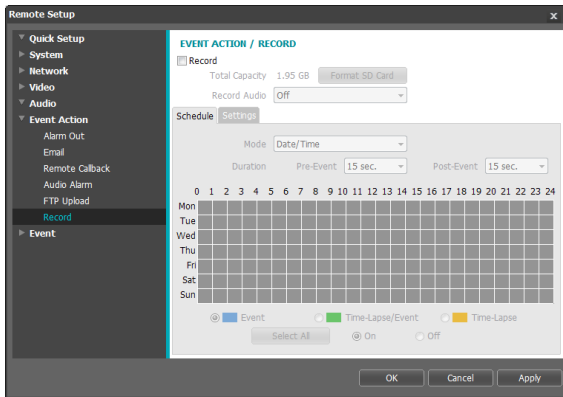 Remote Setup x
Quick Setup
System
Network
Video
Audio
Event Action
Alarm Out
Email
Remote Callback
Audio Alarm
FTP Upload
Record
Event
EVENT ACTION / RECORD
Record
Total Capacity 1.95 GB Format SD Card
Record Audio Off
Schedule Settings
Mode Date/Time
Duration Pre-Event 15 sec. Post-Event 15 sec.
0 1 2 3 4 5 6 7 8 9 10 11 12 13 14 15 16 17 18 19 20 21 22 23 24
Mon
Tue
Wed
Thu
Fri
Sat
Sun
Event Time-Lapse/Event Time-Lapse
Select All On Off
OK Cancel Apply